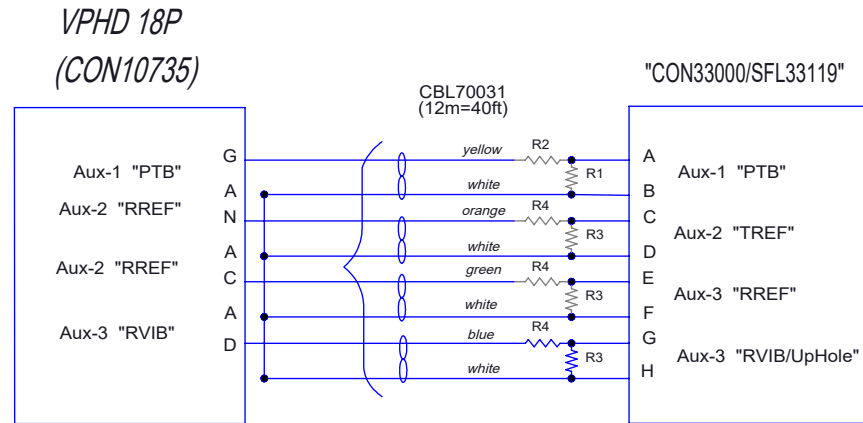 VPHD 18P
(CON10735)
"CON33000/SFL33119"
CBL70031
(12m=40ft)
G yellow R2 A
Aux-1 "PTB" R1 Aux-1 "PTB"
A white B
Aux-2 "RREF" N orange R4 C
R3 Aux-2 "TREF"
A white D
Aux-2 "RREF" C green R4 E
R3 Aux-3 "RREF"
A white F
Aux-3 "RVIB" D blue R4 G
R3 Aux-3 "RVIB/UpHole"
white H